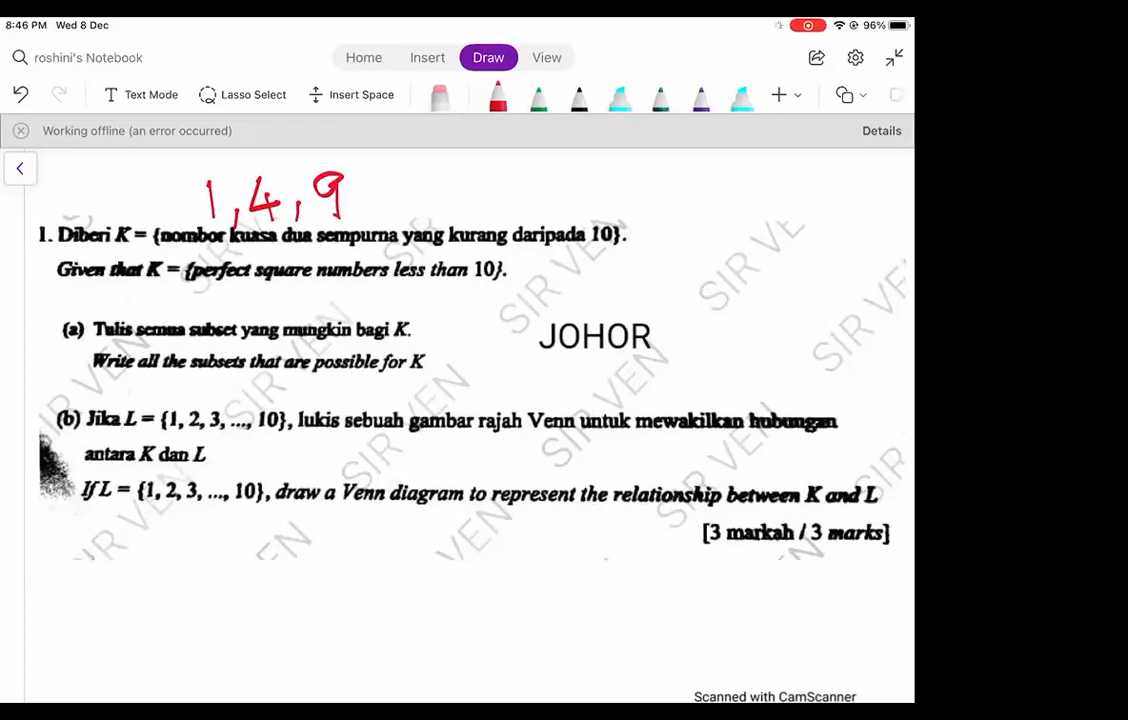 8:46 PM Wed 8 Dec
96%
roshini's Notebook
Home Insert Draw View
Text Mode Lasso Select Insert Space
Working offline (an error occurred) Details
1, 4, 9
1. Diberi K = {nombor kuasa dua sempurna yang kurang daripada 10}.
Given that K = {perfect square numbers less than 10}.
(a) Tulis semua subset yang mungkin bagi K.
JOHOR
Write all the subsets that are possible for K
(b) Jika L = {1, 2, 3, ..., 10}, lukis sebuah gambar rajah Venn untuk mewakilkan hubungan
antara K dan L
If L = {1, 2, 3, ..., 10}, draw a Venn diagram to represent the relationship between K and L
[3 markah / 3 marks]
SIR VEN
Scanned with CamScanner